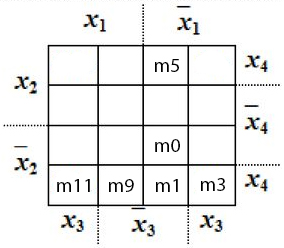 x₁ x̄₁
x₂ m5 x₄
x̄₄
x̄₂ m0
m11 m9 m1 m3 x₄
x₃ x̄₃ x₃